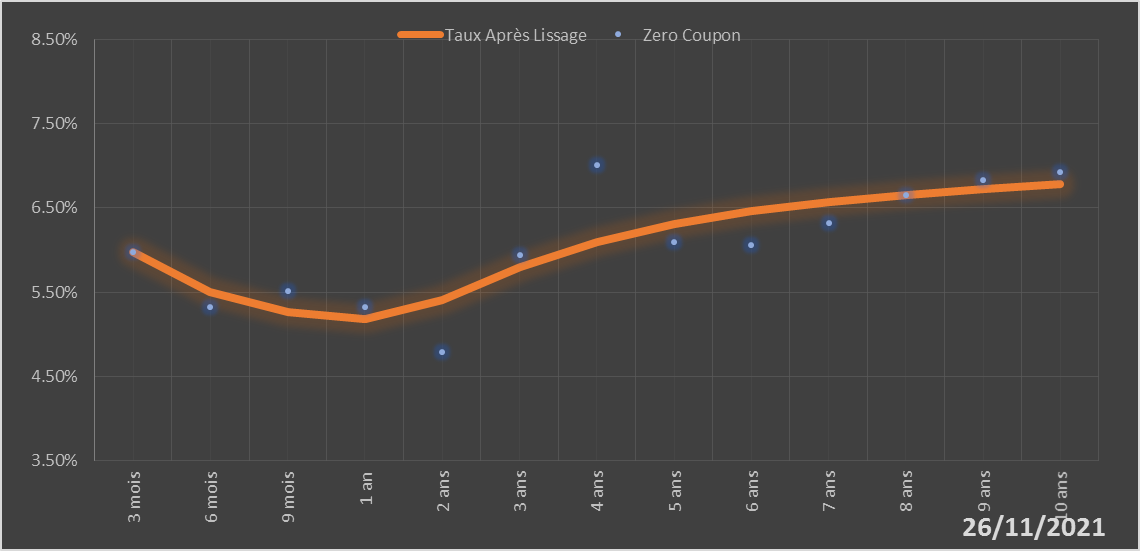 Taux Après Lissage Zero Coupon
8.50%
7.50%
6.50%
5.50%
4.50%
3.50%
3 mois
6 mois
9 mois
1 an
2 ans
3 ans
4 ans
5 ans
6 ans
7 ans
8 ans
9 ans
10 ans
26/11/2021